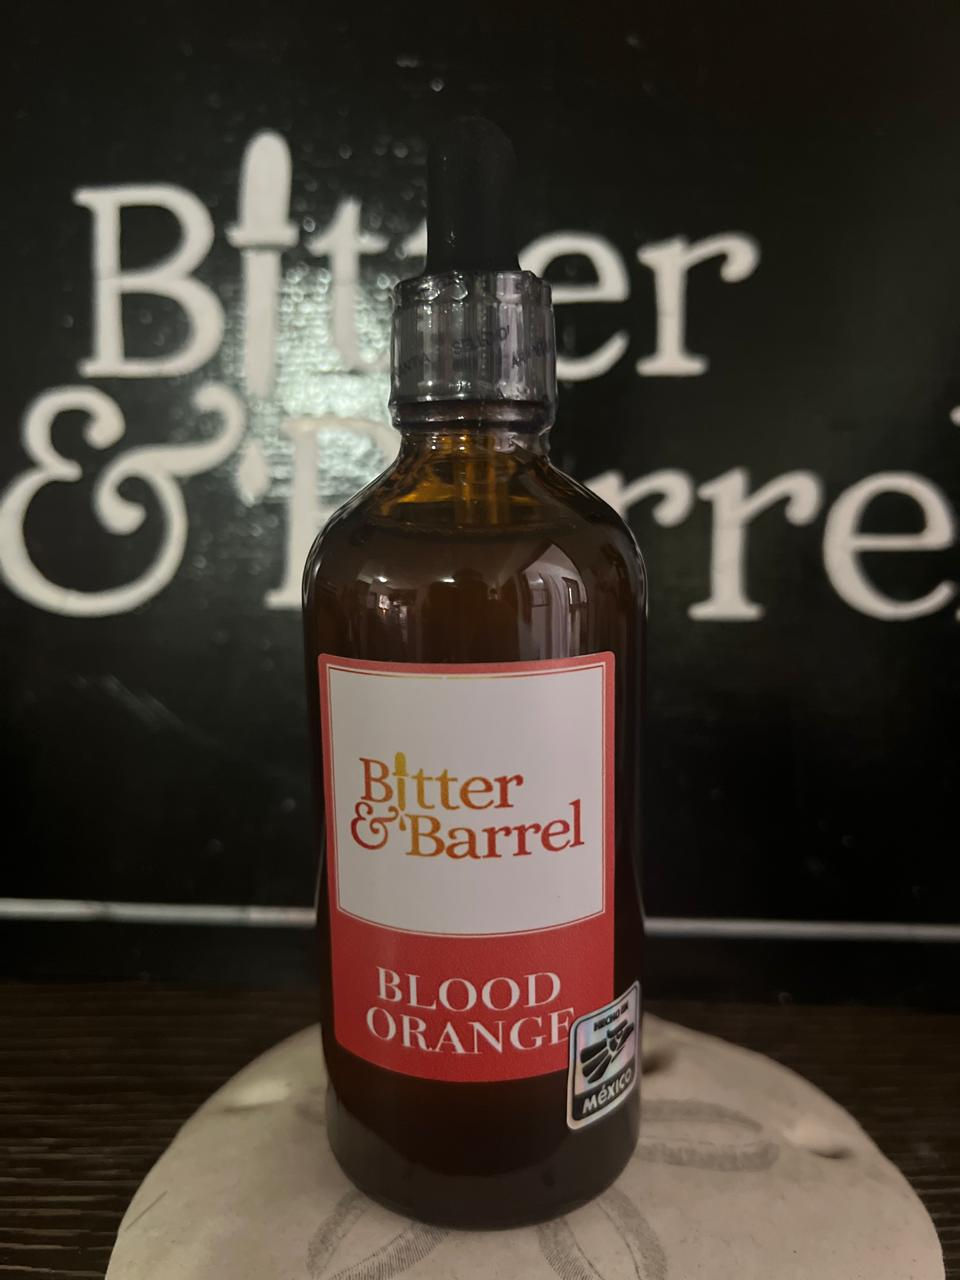 Bitter
& Barrel
Bitter
& Barrel
BLOOD
ORANGE
HECHO EN
MéXICO